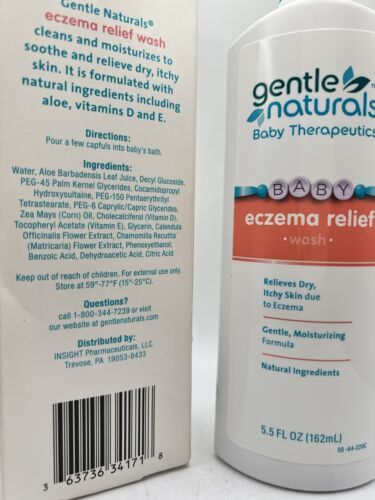 Gentle Naturals®
eczema relief wash
cleans and moisturizes to
soothe and relieve dry, itchy
skin. It is formulated with
natural ingredients including
aloe, vitamins D and E.
Directions:
Pour a few capfuls into baby's bath.
Ingredients:
Water, Aloe Barbadensis Leaf Juice, Decyl Glucoside,
PEG-45 Palm Kernel Glycerides, Cocamidopropyl
Hydroxysultaine, PEG-150 Pentaerythrityl
Tetrastearate, PEG-6 Caprylic/Capric Glycerides,
Zea Mays (Corn) Oil, Cholecalciferol (Vitamin D),
Tocopheryl Acetate (Vitamin E), Glycerin, Calendula
Officinalis Flower Extract, Chamomilla Recutita
(Matricaria) Flower Extract, Phenoxyethanol,
Benzoic Acid, Dehydroacetic Acid, Citric Acid
Keep out of reach of children. For external use only.
Store at 59°-77°F (15°-25°C).
Questions?
call 1-800-344-7239 or visit
our website at gentlenaturals.com
Distributed by:
INSIGHT Pharmaceuticals, LLC.
Trevose, PA 19053-6433
3 63736 34171 8
gentle
naturals
Baby Therapeutics
BABY
eczema relief
• wash •
Relieves Dry,
Itchy Skin due
to Eczema
Gentle, Moisturizing
Formula
Natural Ingredients
5.5 FL OZ (162mL)
59-64-220C